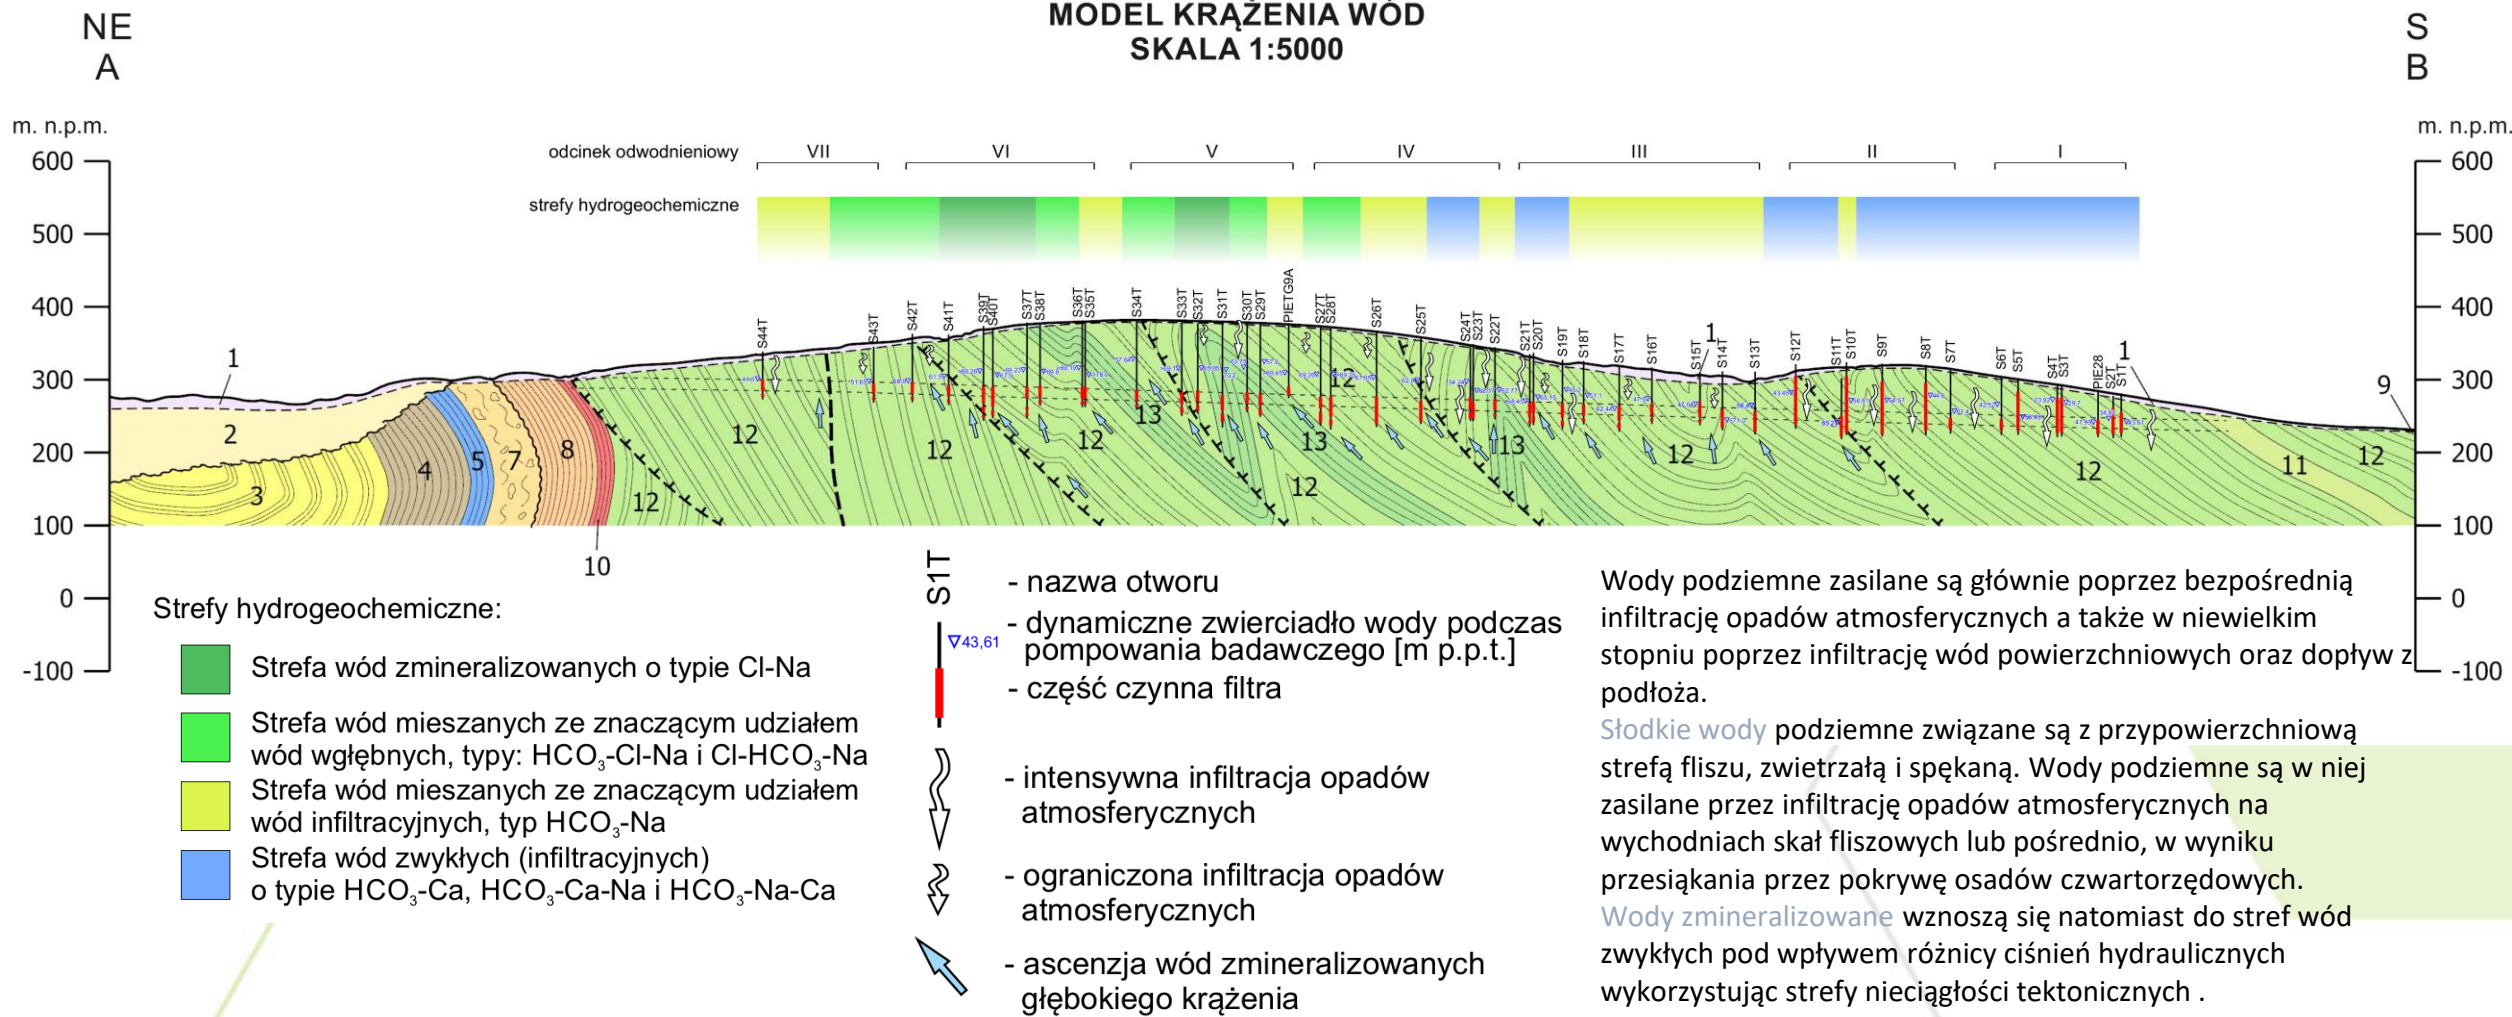 MODEL KRĄŻENIA WÓD
SKALA 1:5000
NE
A
S
B
m. n.p.m.
m. n.p.m.
odcinek odwodnieniowy
VII
VI
V
IV
III
II
I
strefy hydrogeochemiczne
600
500
400
300
200
100
0
-100
600
500
400
300
200
100
0
-100
S44T
S43T
S42T
S41T
S39T
S40T
S37T
S38T
S36T
S35T
S34T
S33T
S32T
S31T
S30T
S29T
PIETG9A
S27T
S28T
S26T
S25T
S24T
S23T
S22T
S21T
S20T
S19T
S18T
S17T
S16T
S15T
S14T
S13T
S12T
S11T
S10T
S9T
S8T
S7T
S6T
S5T
S4T
S3T
PIE28
S2T
S1T
1
2
3
4
5
7
8
10
12
12
12
12
13
12
13
12
13
12
1
12
1
11
12
9
Strefy hydrogeochemiczne:
Strefa wód zmineralizowanych o typie Cl-Na
Strefa wód mieszanych ze znaczącym udziałem
wód wgłębnych, typy: HCO₃-Cl-Na i Cl-HCO₃-Na
Strefa wód mieszanych ze znaczącym udziałem
wód infiltracyjnych, typ HCO₃-Na
Strefa wód zwykłych (infiltracyjnych)
o typie HCO₃-Ca, HCO₃-Ca-Na i HCO₃-Na-Ca
S1T
- nazwa otworu
∇43,61
- dynamiczne zwierciadło wody podczas
pompowania badawczego [m p.p.t.]
- część czynna filtra
- intensywna infiltracja opadów
atmosferycznych
- ograniczona infiltracja opadów
atmosferycznych
- ascenzja wód zmineralizowanych
głębokiego krążenia
Wody podziemne zasilane są głównie poprzez bezpośrednią
infiltrację opadów atmosferycznych a także w niewielkim
stopniu poprzez infiltrację wód powierzchniowych oraz dopływ z
podłoża.
Słodkie wody podziemne związane są z przypowierzchniową
strefą fliszu, zwietrzałą i spękaną. Wody podziemne są w niej
zasilane przez infiltrację opadów atmosferycznych na
wychodniach skał fliszowych lub pośrednio, w wyniku
przesiąkania przez pokrywę osadów czwartorzędowych.
Wody zmineralizowane wznoszą się natomiast do stref wód
zwykłych pod wpływem różnicy ciśnień hydraulicznych
wykorzystując strefy nieciągłości tektonicznych .